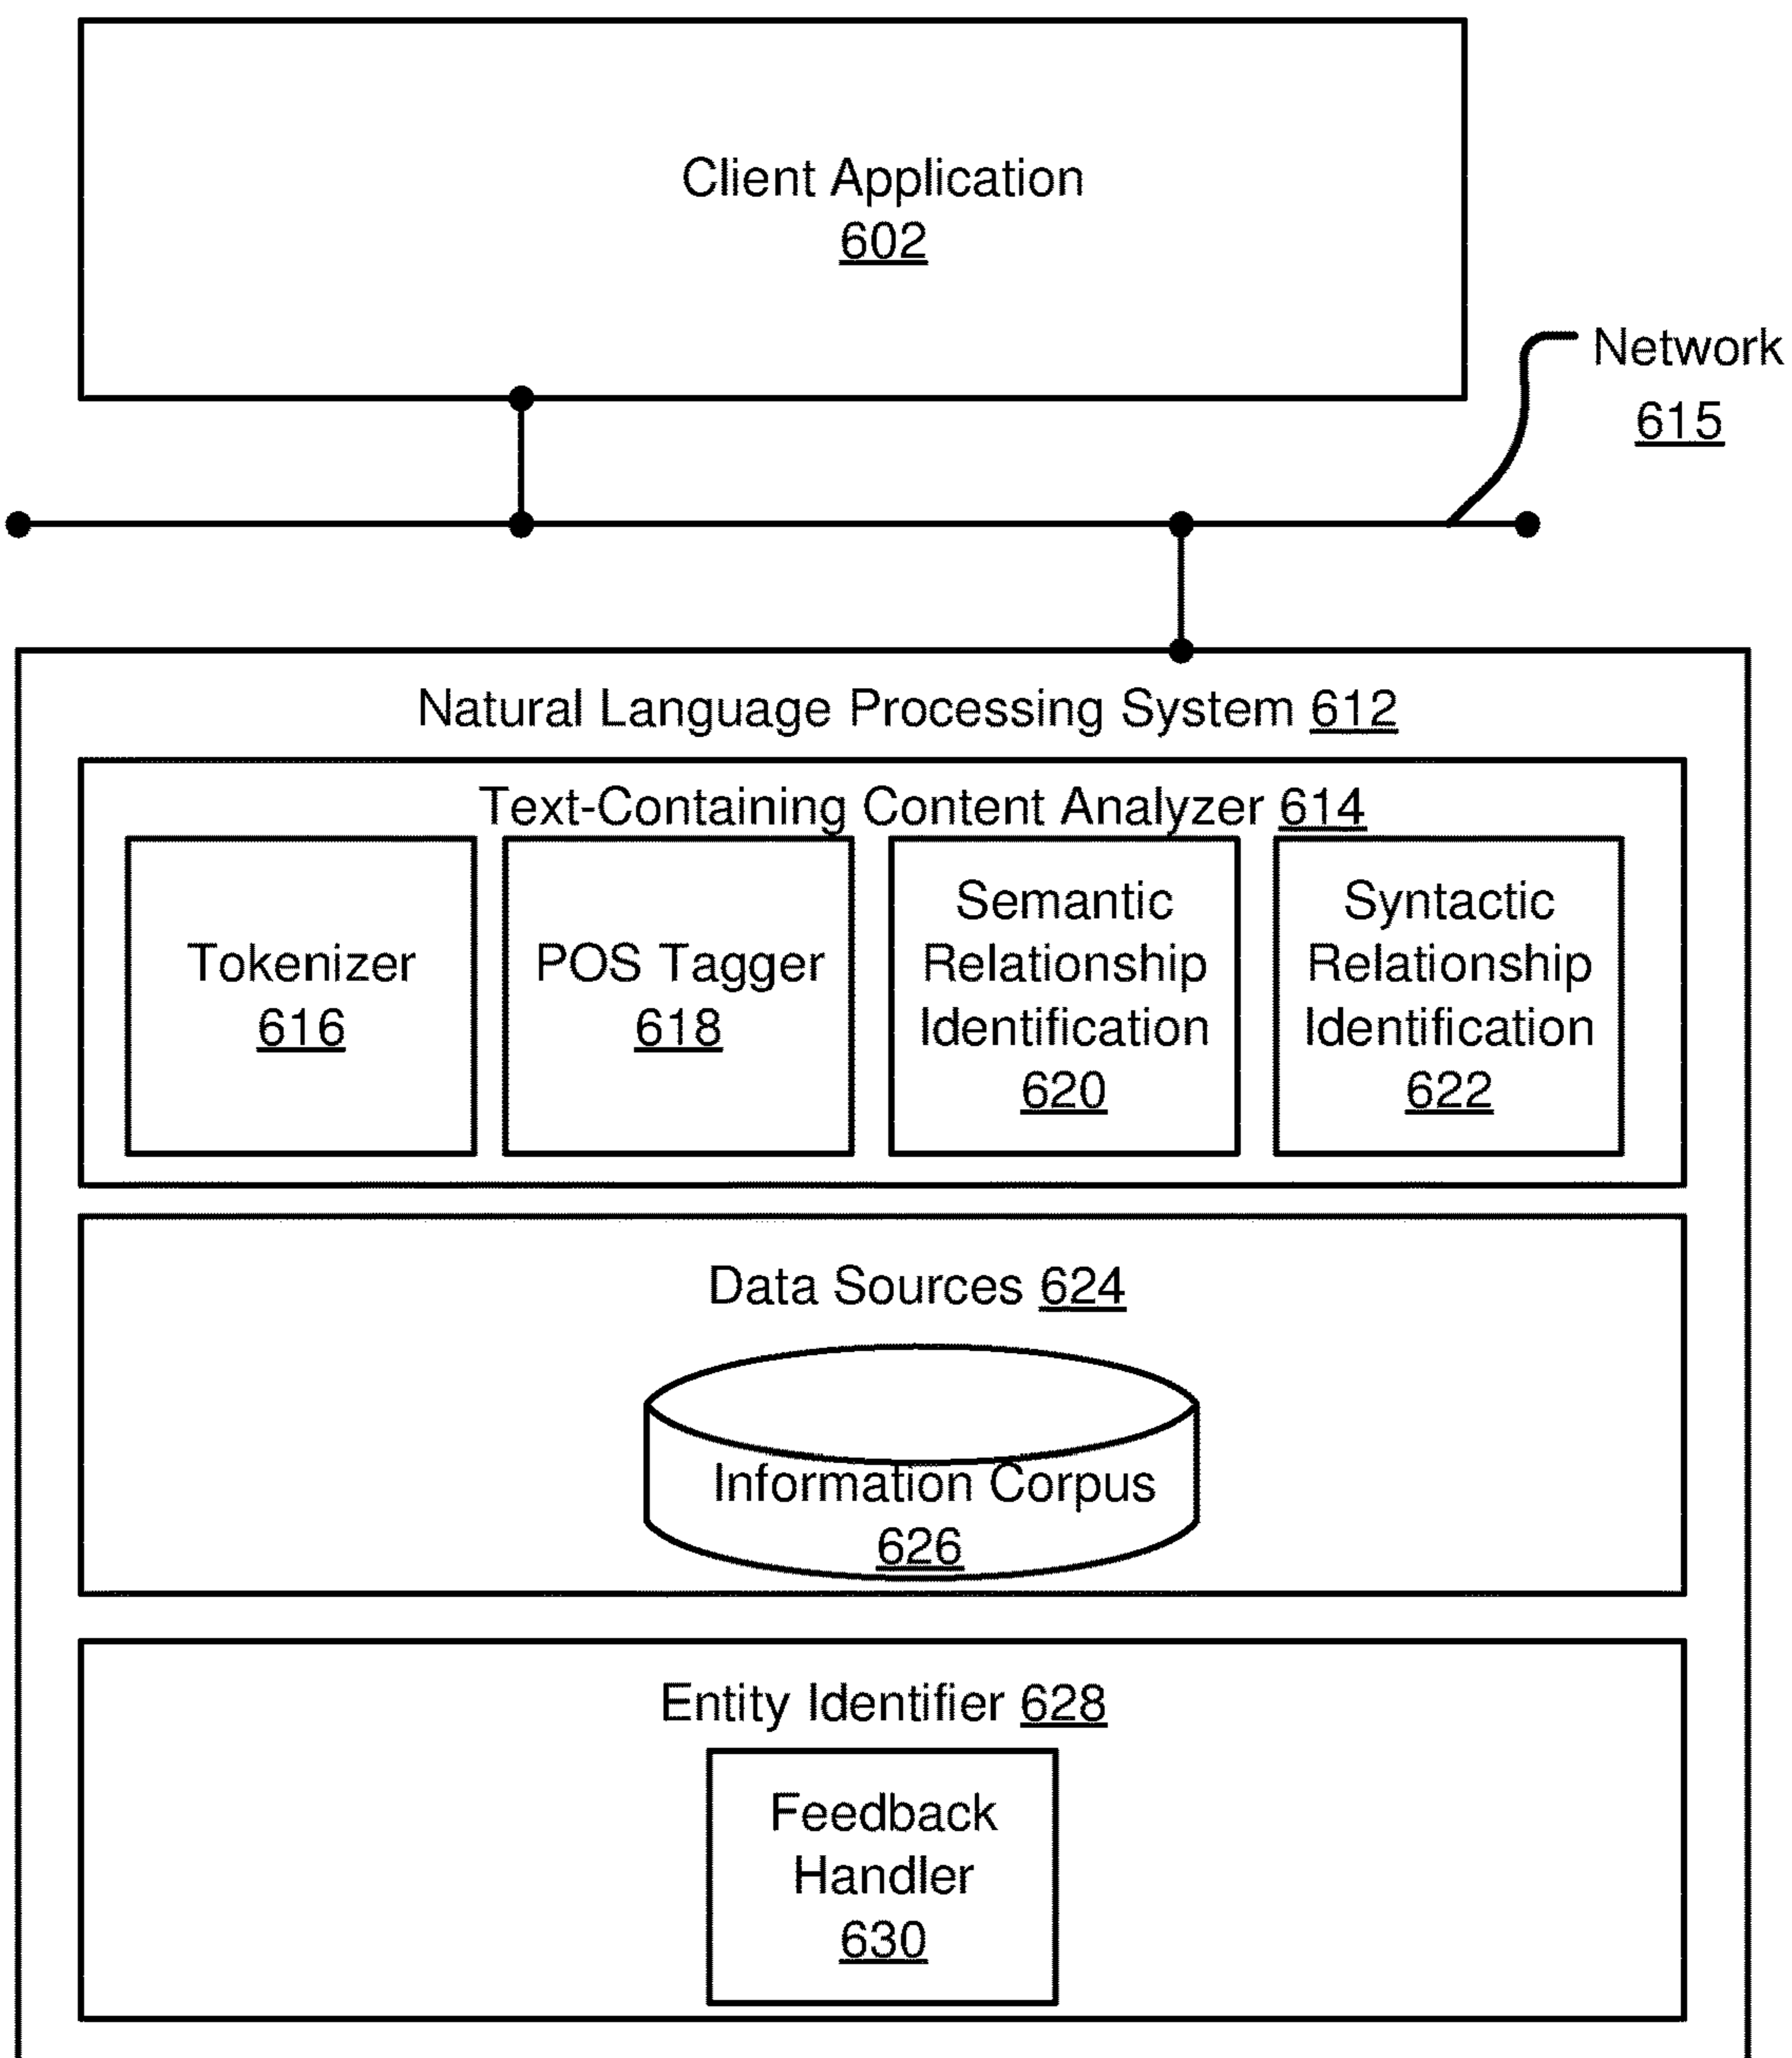 Client Application
602
Network
615
Natural Language Processing System 612
Text-Containing Content Analyzer 614
Tokenizer
616
POS Tagger
618
Semantic
Relationship
Identification
620
Syntactic
Relationship
Identification
622
Data Sources 624
Information Corpus
626
Entity Identifier 628
Feedback
Handler
630